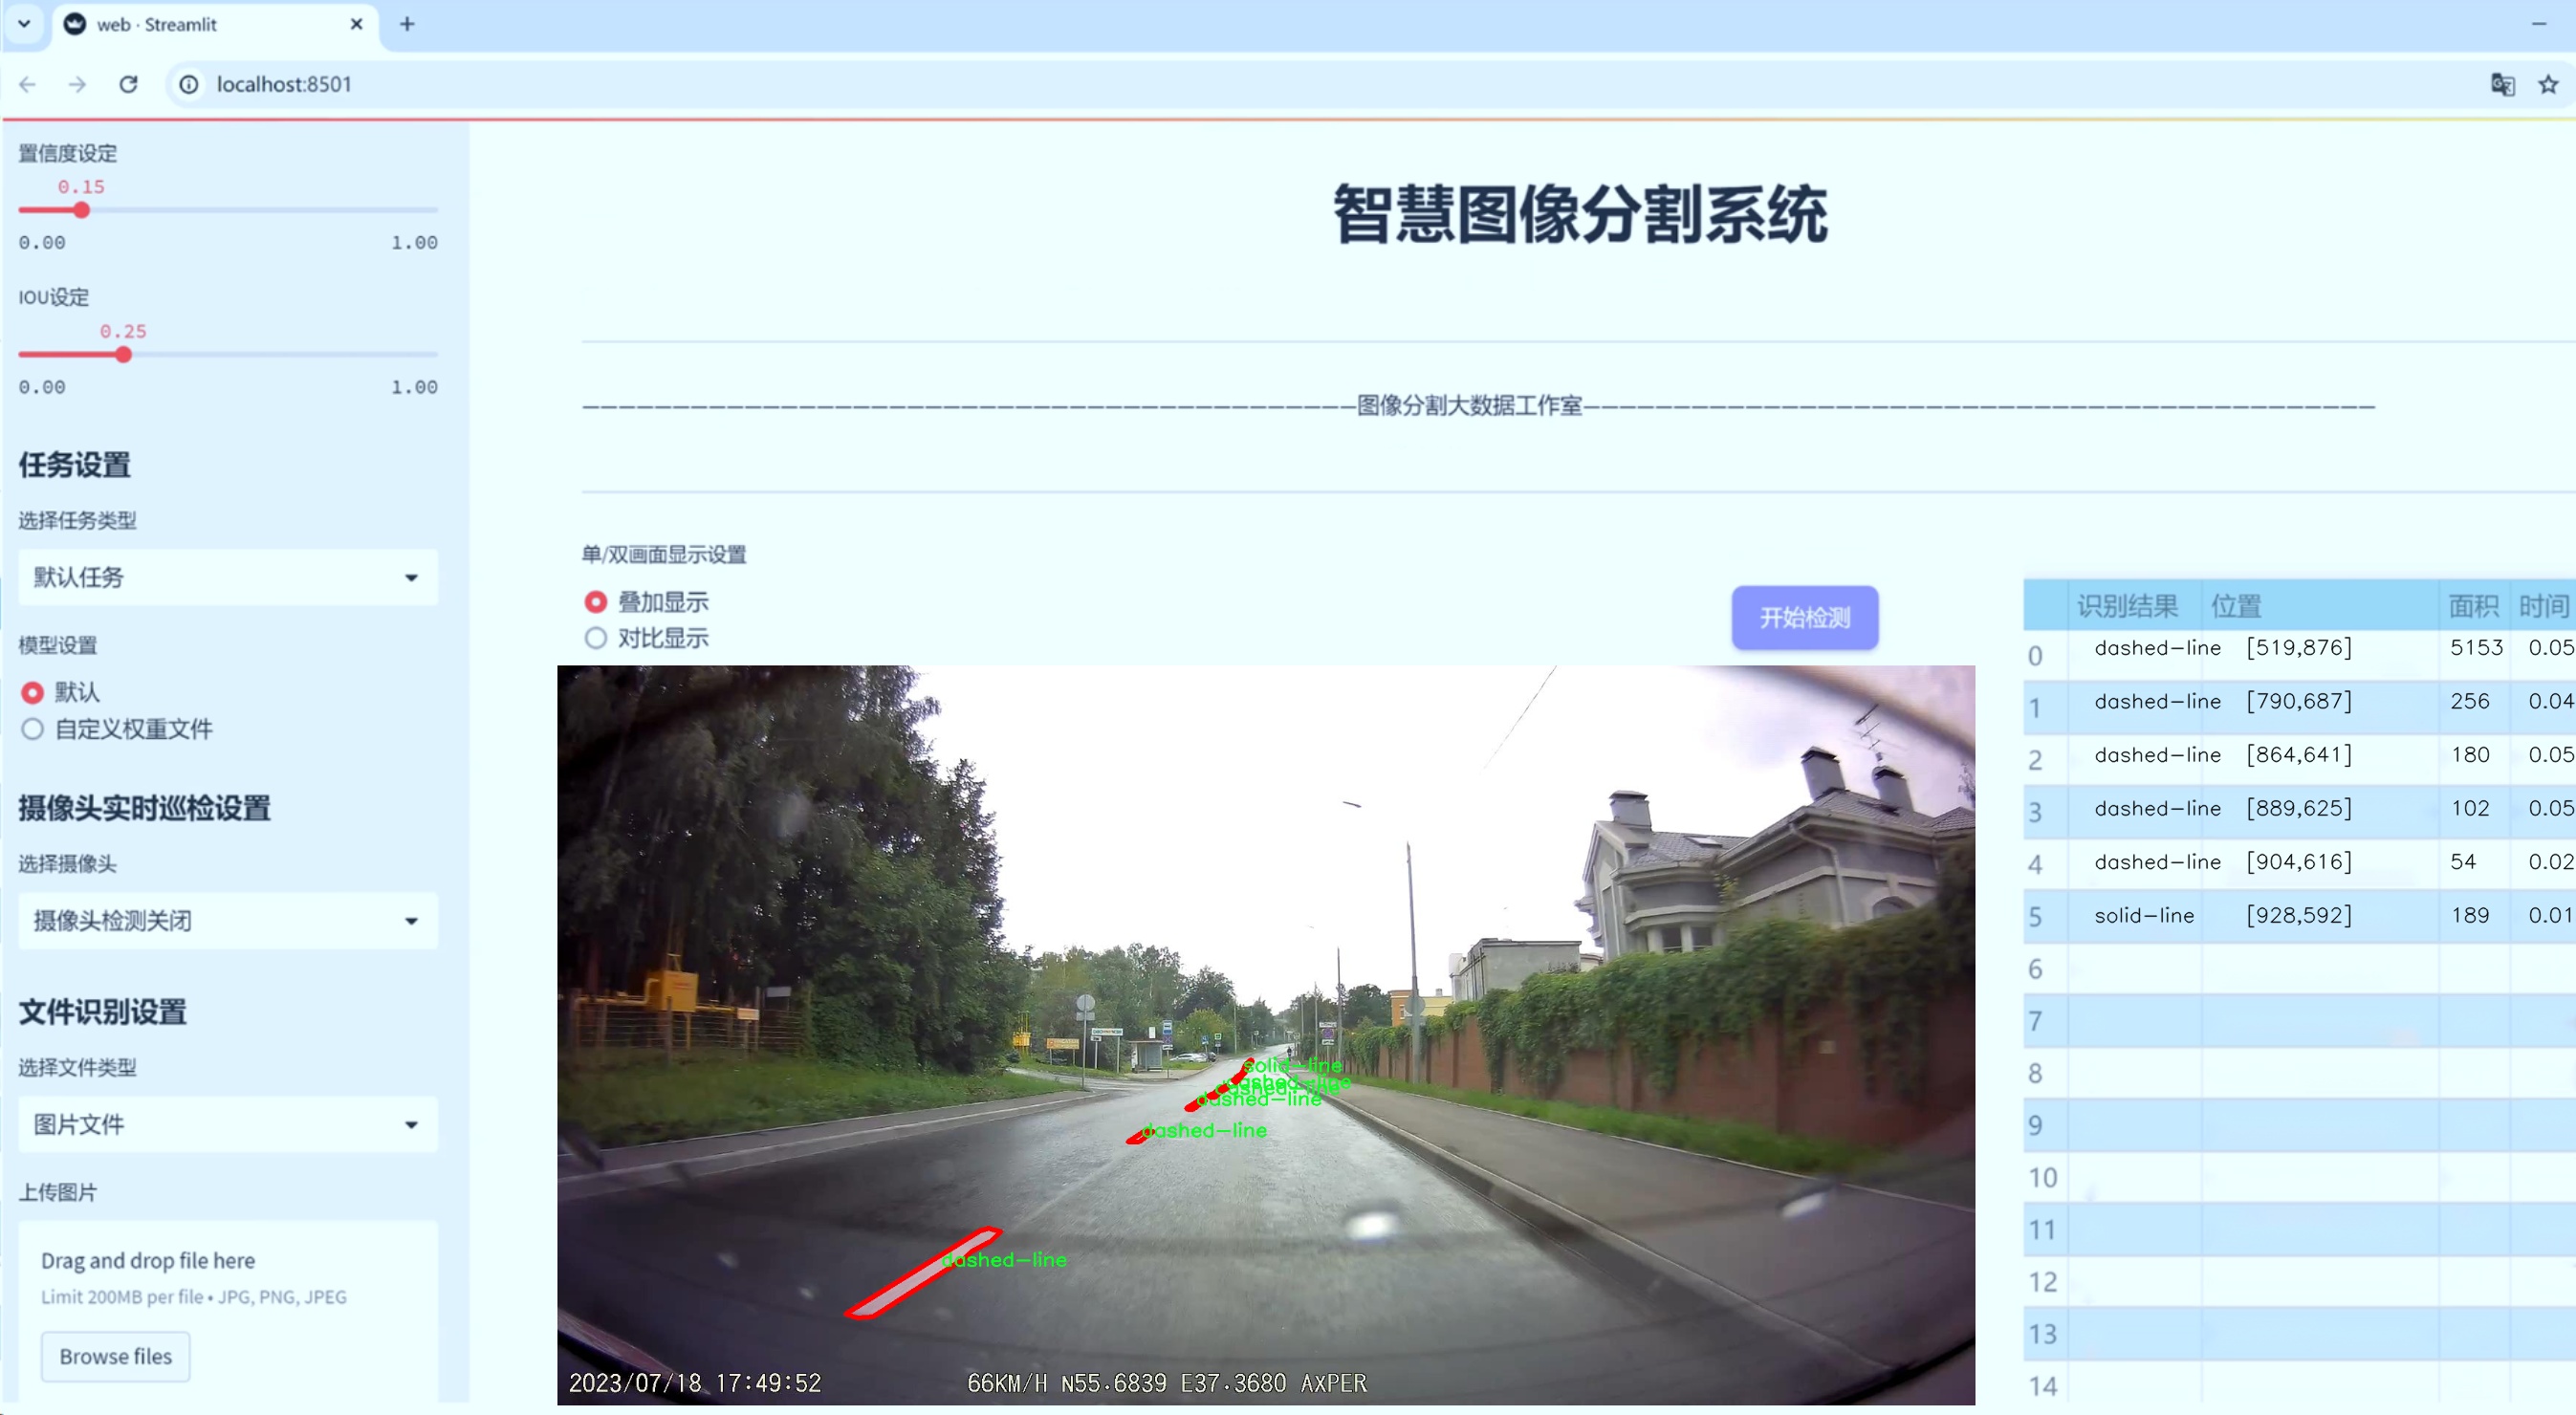 web · Streamlit
localhost:8501
置信度设定
0.15
0.00 1.00
IOU设定
0.25
0.00 1.00
任务设置
选择任务类型
默认任务
模型设置
默认
自定义权重文件
摄像头实时巡检设置
选择摄像头
摄像头检测关闭
文件识别设置
选择文件类型
图片文件
上传图片
Drag and drop file here
Limit 200MB per file • JPG, PNG, JPEG
Browse files
智慧图像分割系统
图像分割大数据工作室
单/双画面显示设置
叠加显示
对比显示
开始检测
solid-line
dashed-line
dashed-line
dashed-line
dashed-line
dashed-line
2023/07/18 17:49:52 66KM/H N55.6839 E37.3680 AXPER
识别结果 位置 面积 时间
0 dashed-line [519,876] 5153 0.05
1 dashed-line [790,687] 256 0.04
2 dashed-line [864,641] 180 0.05
3 dashed-line [889,625] 102 0.05
4 dashed-line [904,616] 54 0.02
5 solid-line [928,592] 189 0.01
6
7
8
9
10
11
12
13
14